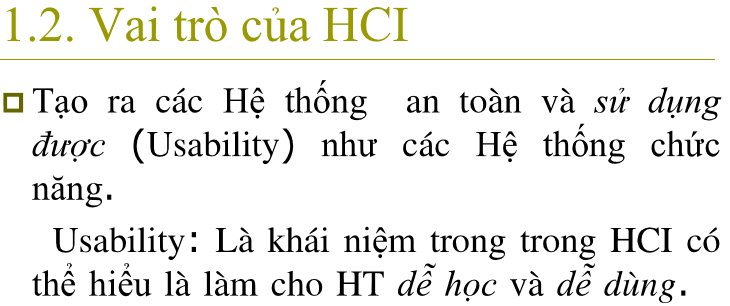 1.2. Vai trò của HCI
Tạo ra các Hệ thống an toàn và sử dụng
được (Usability) như các Hệ thống chức
năng.
Usability: Là khái niệm trong trong HCI có
thể hiểu là làm cho HT dễ học và dễ dùng.